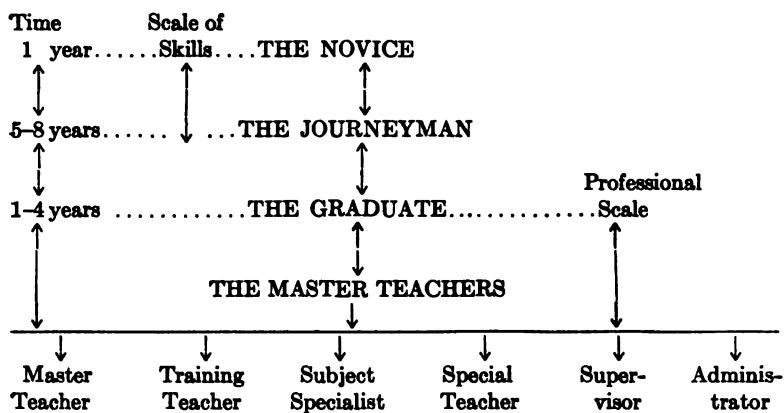 Time Scale of
1 year......Skills....THE NOVICE
5–8 years...... ...THE JOURNEYMAN
Professional
1–4 years ............THE GRADUATE..............Scale
THE MASTER TEACHERS
Master Training Subject Special Super- Adminis-
Teacher Teacher Specialist Teacher visor trator